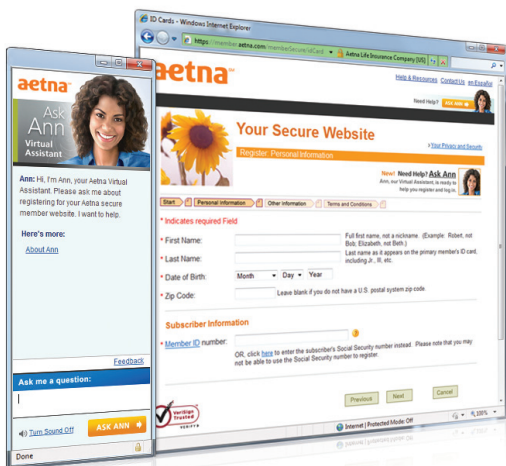 aetna
Ask
Ann
Virtual
Assistant
Ann: Hi, I'm Ann, your Aetna Virtual
Assistant. Please ask me about
registering for your Aetna secure
member website. I want to help.
Here's more:
About Ann
Feedback
Ask me a question:
Turn Sound Off
ASK ANN
Done
ID Cards - Windows Internet Explorer
https://member.aetna.com/memberSecure/idCard
Aetna Life Insurance Company [US]
aetna™
Help & Resources Contact Us en Español
Need Help? ASK ANN
Your Secure Website
Register: Personal Information
Your Privacy and Security
New! Need Help? Ask Ann
Ann, our Virtual Assistant, is ready to
help you register and log in.
Start Personal Information Other Information Terms and Conditions
* Indicates required Field
* First Name:
Full first name, not a nickname. (Example: Robert, not
Bob; Elizabeth, not Beth.)
* Last Name:
Last name as it appears on the primary member's ID card,
including Jr., III, etc.
* Date of Birth: Month Day Year
* Zip Code:
Leave blank if you do not have a U.S. postal system zip code
Subscriber Information
* Member ID number:
OR, click here to enter the subscriber's Social Security number instead. Please note that you may
not be able to use the Social Security number to register.
Previous Next Cancel
VeriSign
Trusted
VERIFY
Internet | Protected Mode: Off
100%